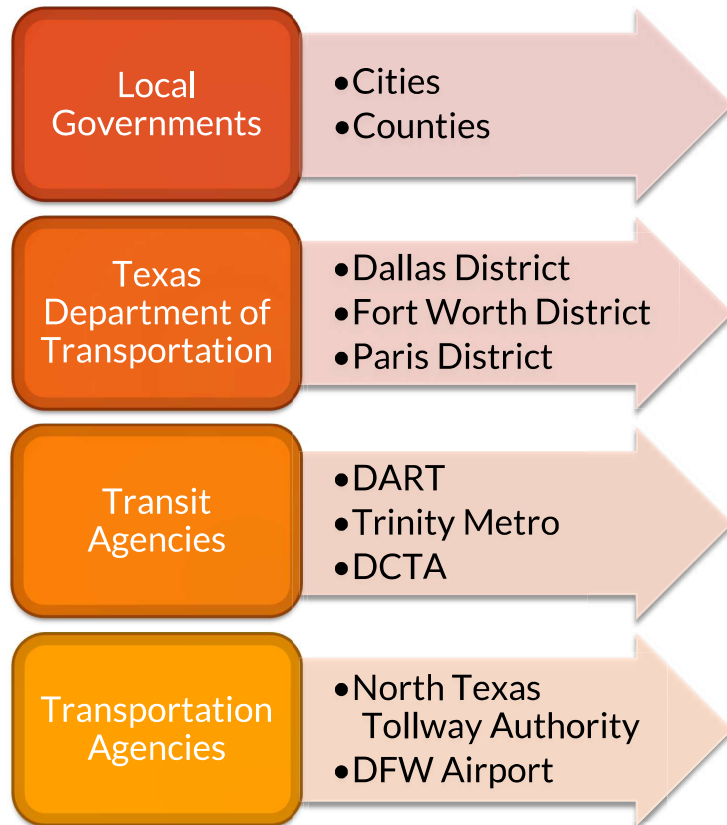 Local
Governments
•Cities
•Counties
Texas
Department of
Transportation
•Dallas District
•Fort Worth District
•Paris District
Transit
Agencies
•DART
•Trinity Metro
•DCTA
Transportation
Agencies
•North Texas
Tollway Authority
•DFW Airport